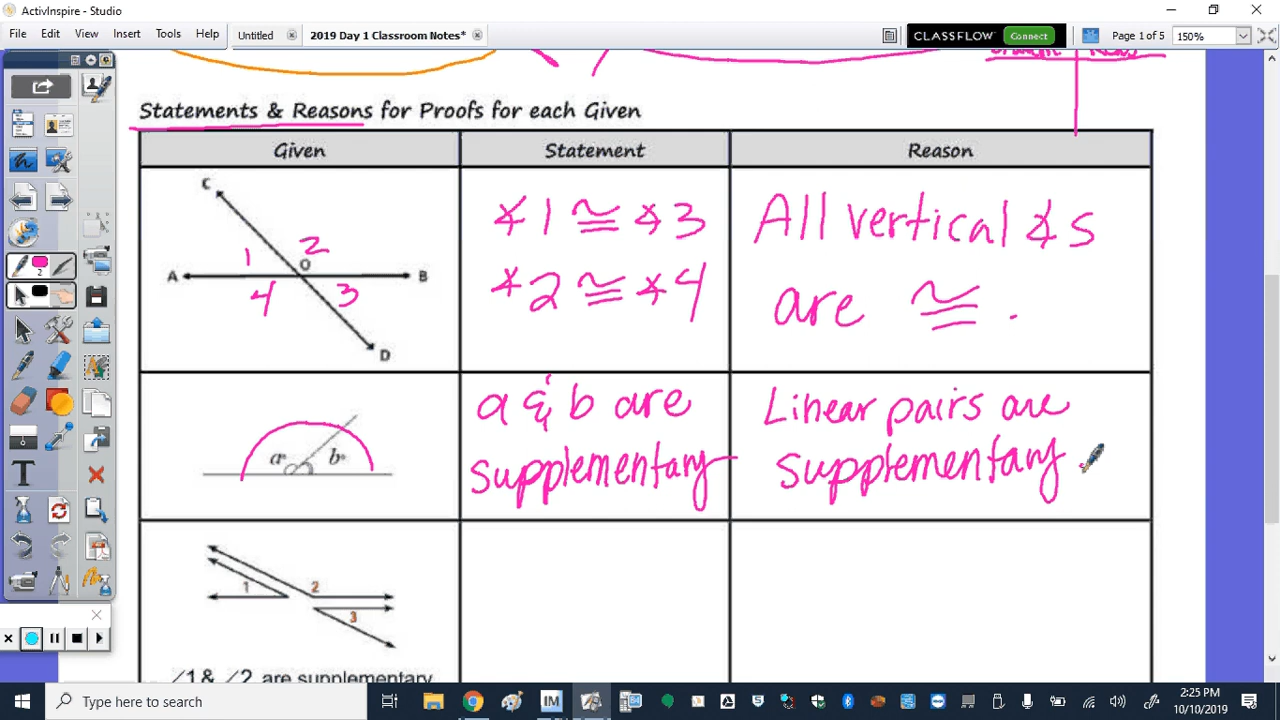 ActivInspire - Studio
File Edit View Insert Tools Help Untitled 2019 Day 1 Classroom Notes* CLASSFLOW Connect Page 1 of 5 150%
Statements & Reasons for Proofs for each Given
Given Statement Reason
C
1 2
O
A B
4 3
D
∡1 ≅ ∡3
∡2 ≅ ∡4
All vertical ∡s
are ≅ .
a° b°
a & b are
supplementary
Linear pairs are
supplementary
1 2
3
∠1 & ∠2 are supplementary
2
T
IM
Type here to search
2:25 PM
10/10/2019